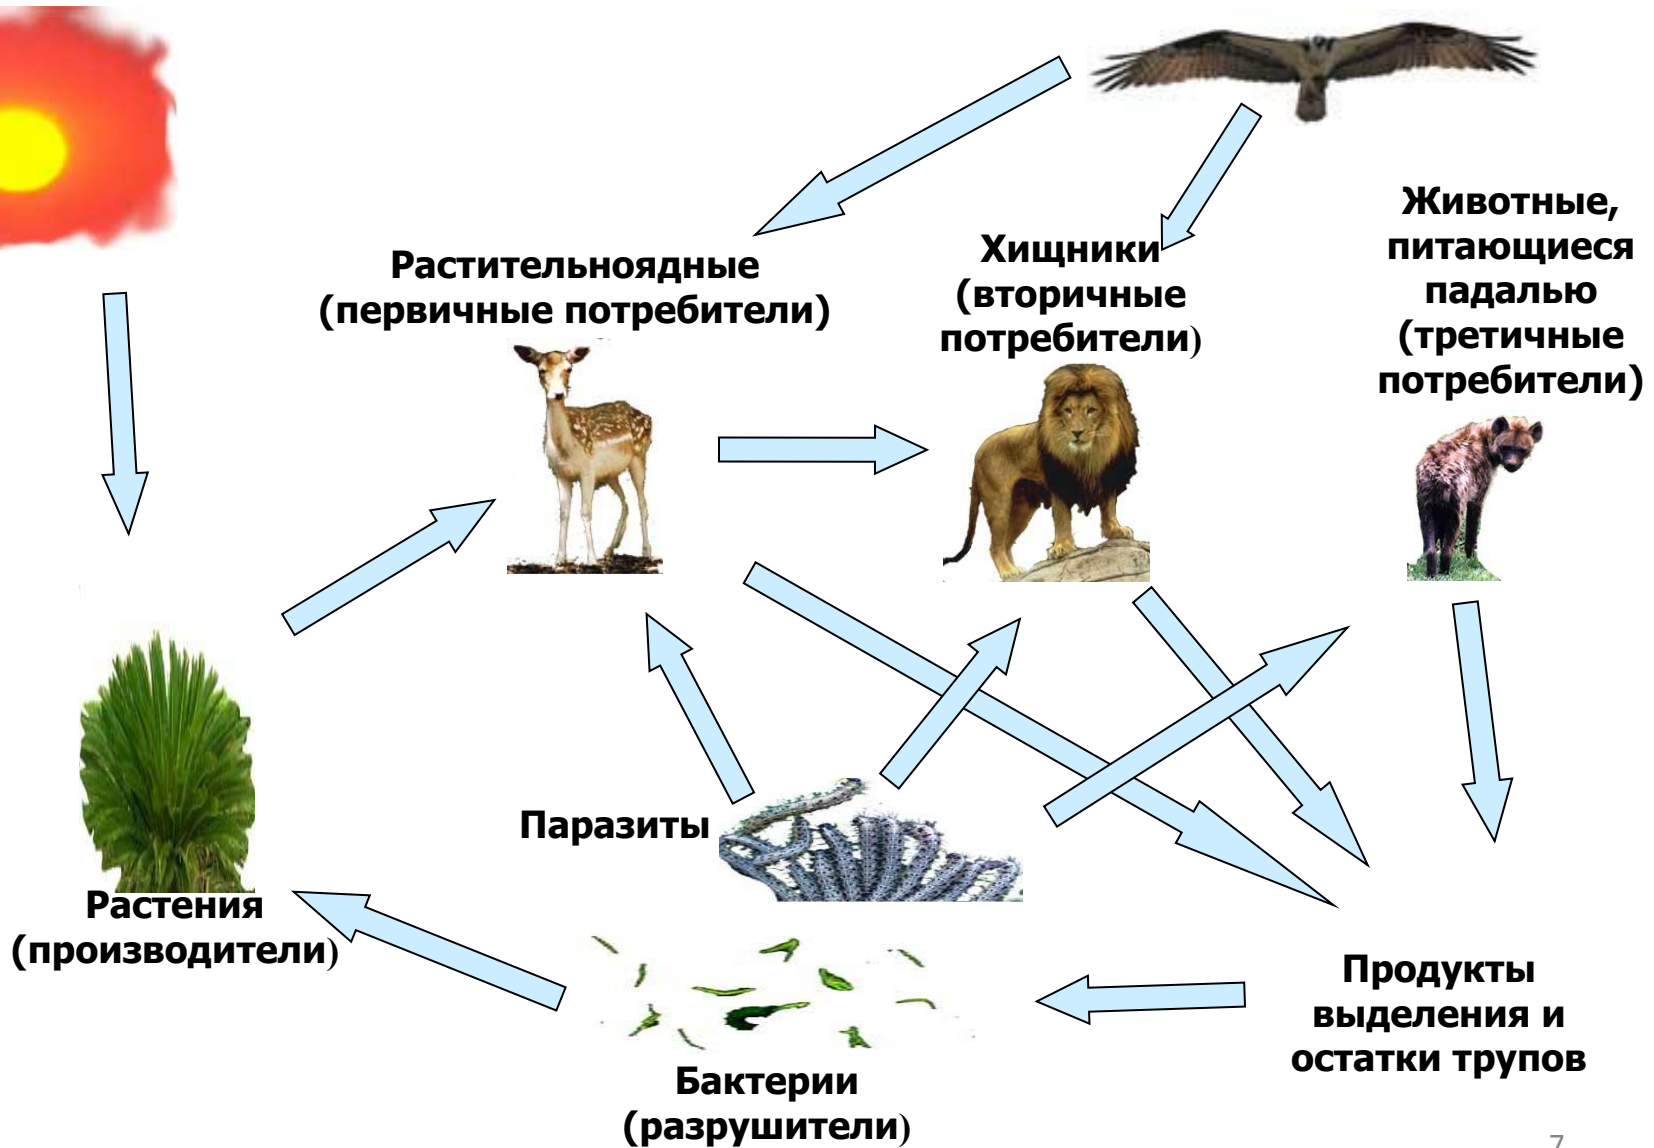 Животные,
питающиеся
падалью
(третичные
потребители)
Хищники
(вторичные
потребители)
Растительноядные
(первичные потребители)
Паразиты
Растения
(производители)
Продукты
выделения и
остатки трупов
Бактерии
(разрушители)
7